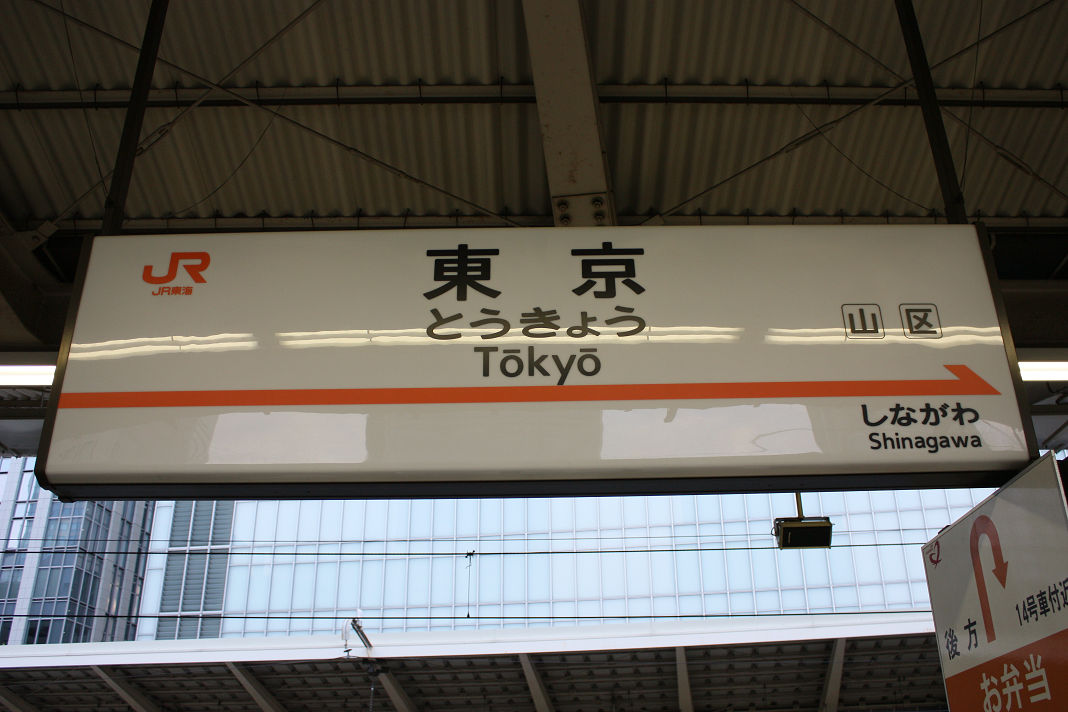 JR
JR東海
東京
とうきょう
Tōkyō
山 区
しながわ
Shinagawa
後方
14号車付近
お弁当